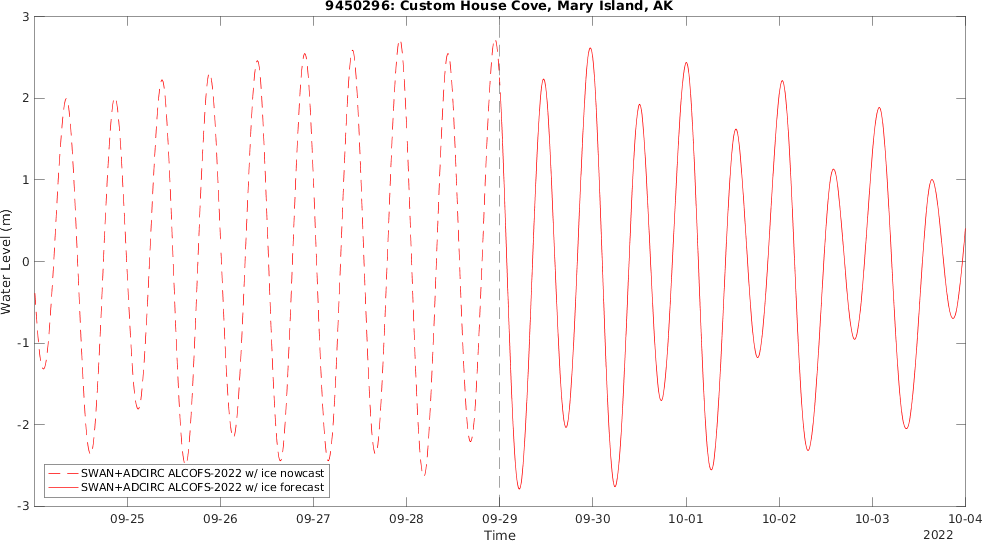 9450296: Custom House Cove, Mary Island, AK
3
2
1
0
-1
-2
-3
Water Level (m)
SWAN+ADCIRC ALCOFS-2022 w/ ice nowcast
SWAN+ADCIRC ALCOFS-2022 w/ ice forecast
09-25 09-26 09-27 09-28 09-29 09-30 10-01 10-02 10-03 10-04
Time
2022